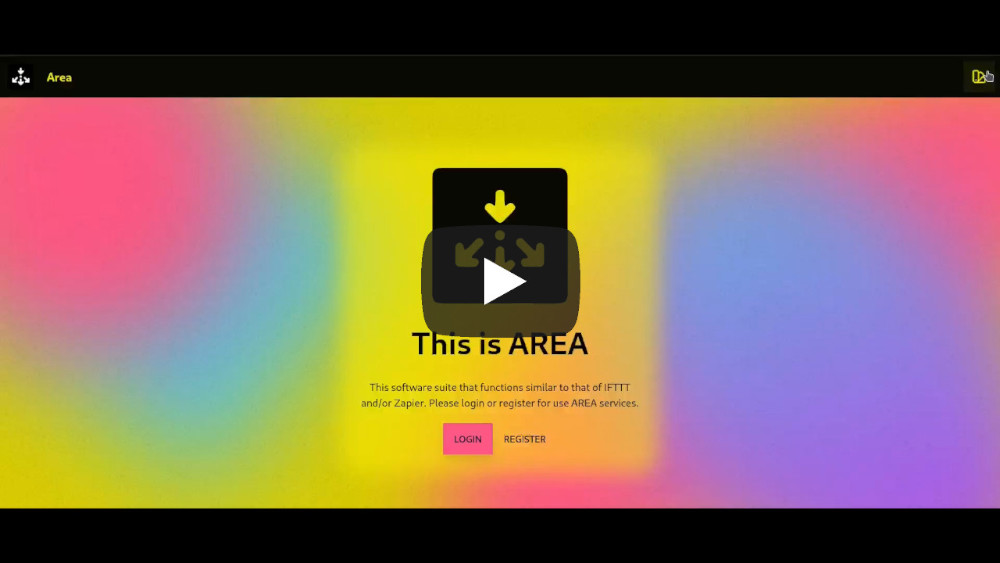 Area
This is AREA
This software suite that functions similar to that of IFTTT
and/or Zapier. Please login or register for use AREA services.
LOGIN REGISTER